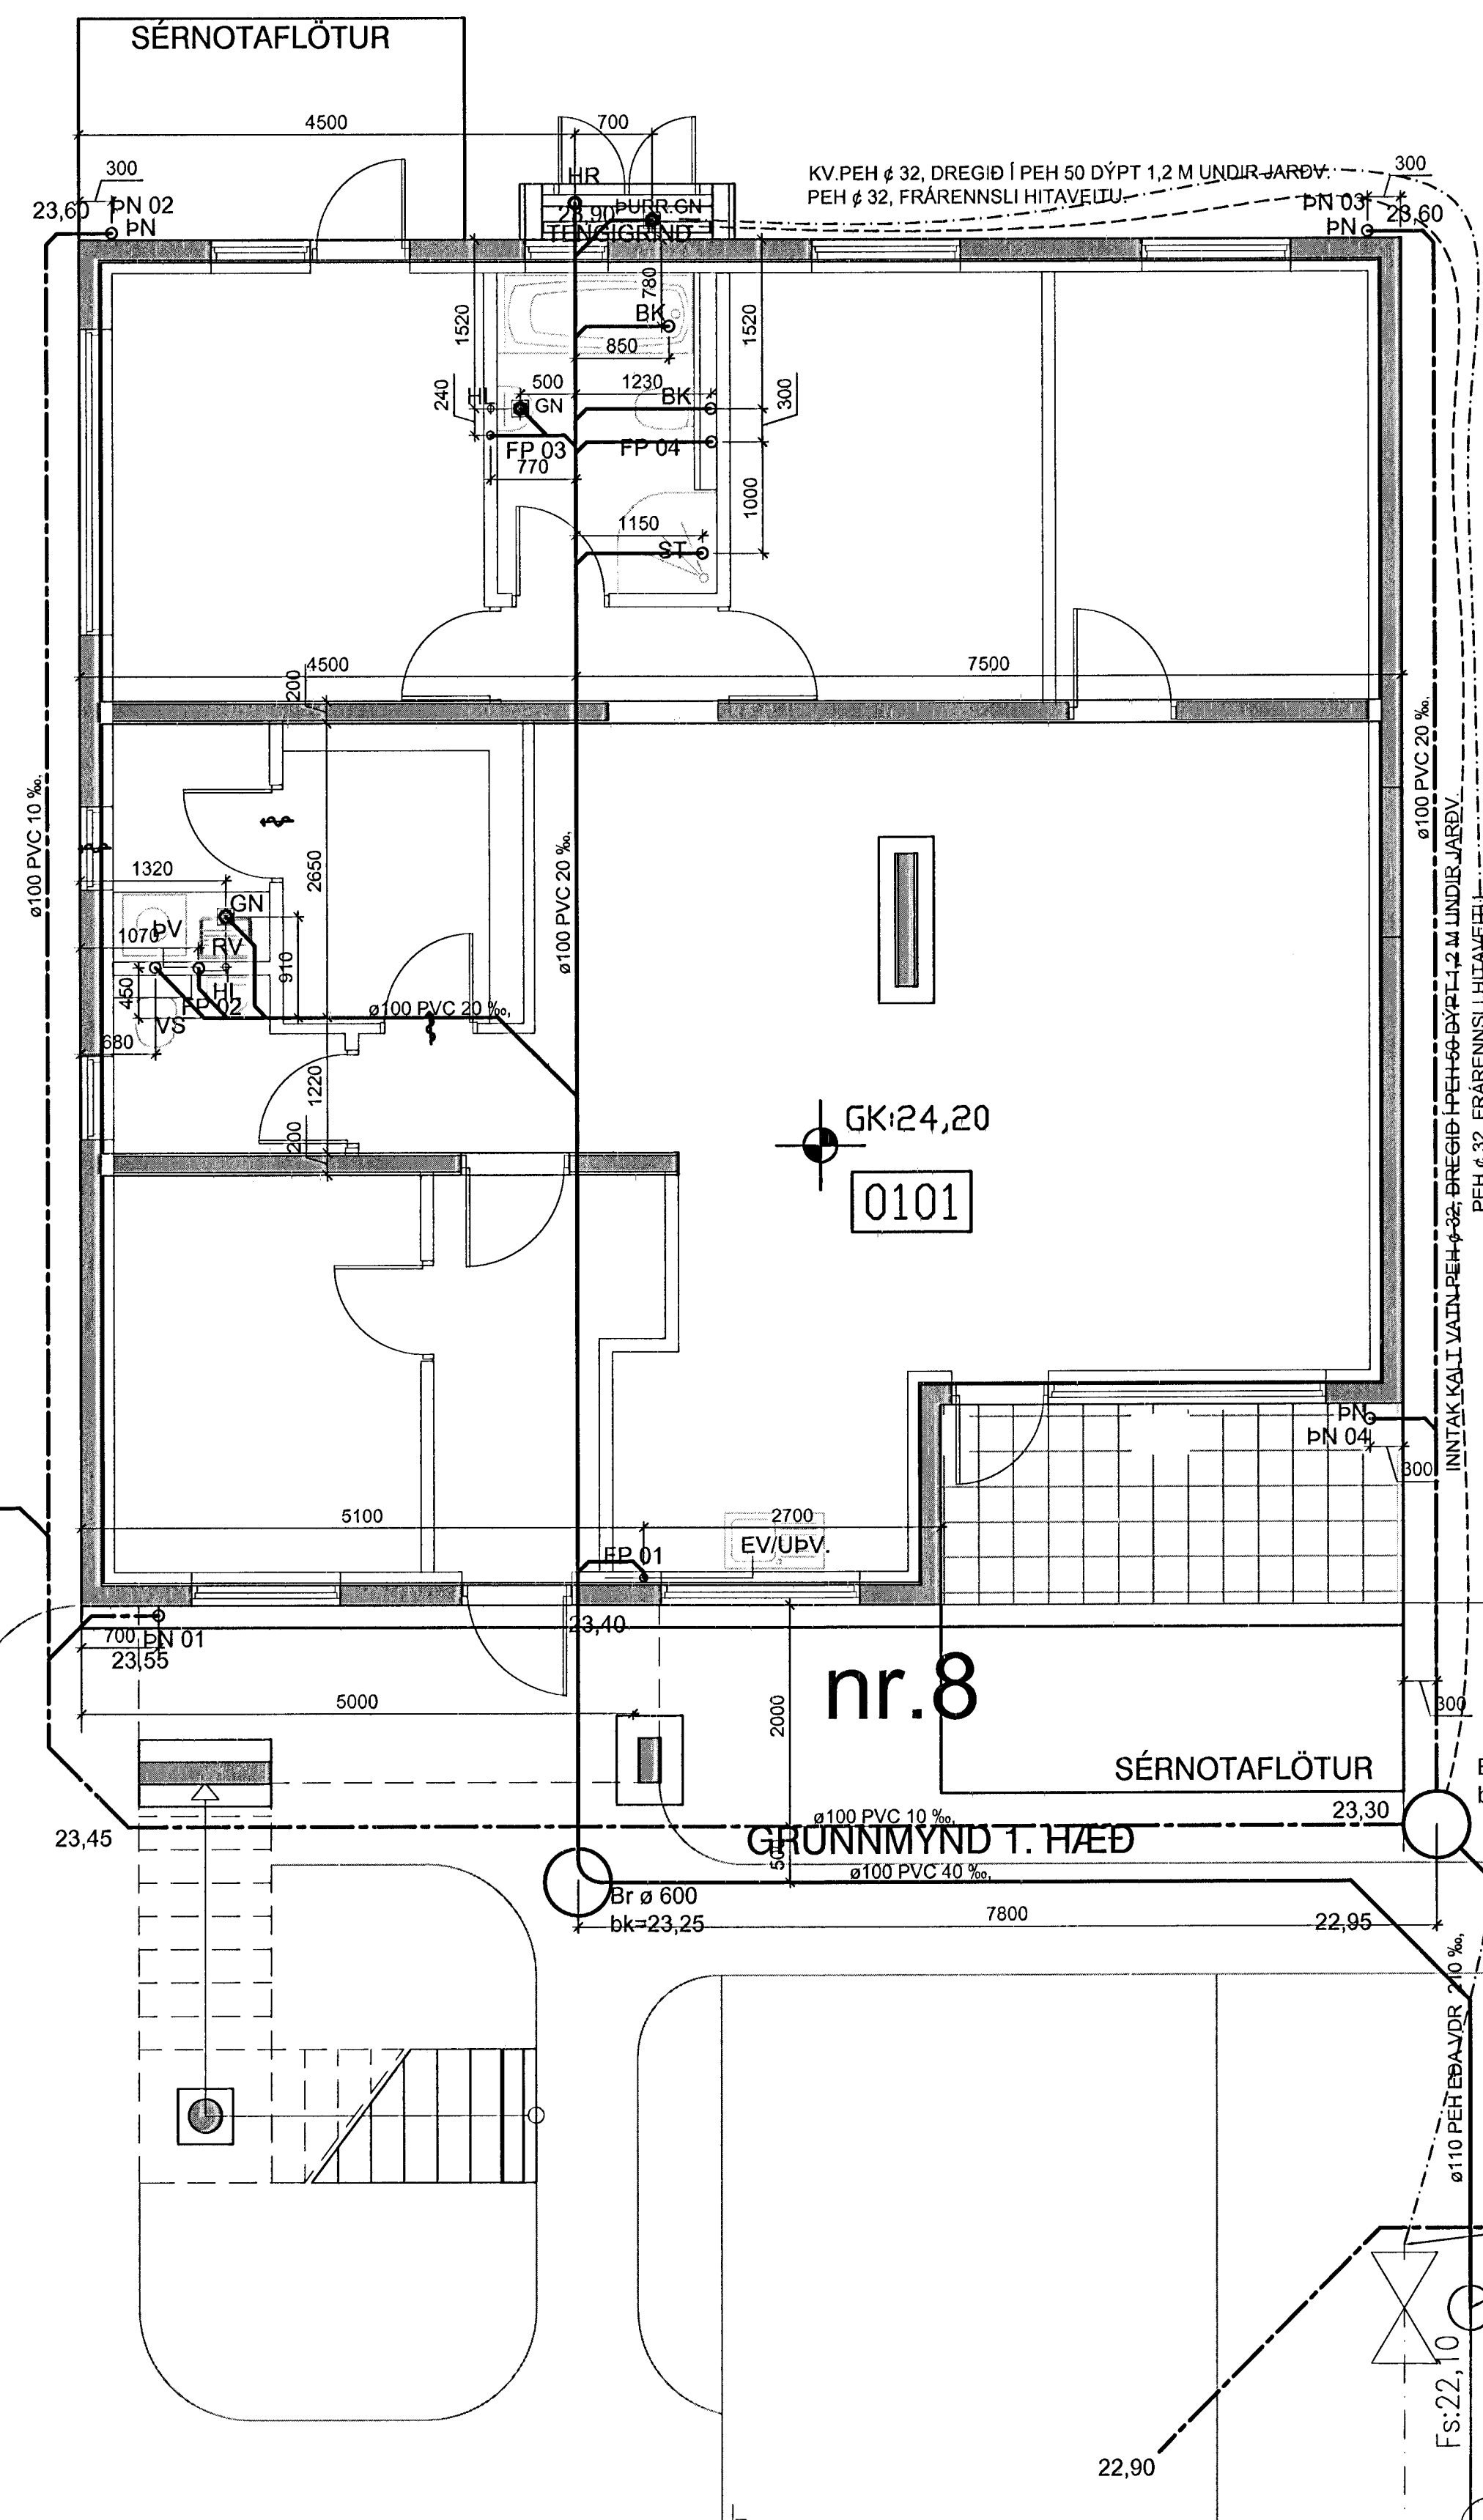 SÉRNOTAFLÖTUR
4500
700
300
HR
KV.PEH ¢ 32, DREGIÐ Í PEH 50 DÝPT 1,2 M UNDIR JARÐV.
PEH ¢ 32, FRÁRENNSLI HITAVEITU.
300
23,60
ÞN 02
ÞN
23,90
ÞURR.GN
TENGIGRIND
ÞN 03
ÞN
23,60
780
1520
BK
1520
850
240
HL
500
GN
1230
BK
300
FP 03
FP 04
770
1000
1150
ST
4500
200
7500
ø100 PVC 10 ‰,
ø100 PVC 20 ‰,
ø100 PVC 20 ‰,
1320
2650
GN
ÞV
1070
RV
910
450
HL
FP 02
VS
ø100 PVC 20 ‰,
680
1220
200
GK:24,20
0101
INNTAK KALT VATN PEH ¢ 32, DREGIÐ Í PEH 50 DÝPT 1,2 M UNDIR JARÐV.
PEH ¢ 32, FRÁRENNSLI HITAVEITU.
ÞN
ÞN 04
300
5100
2700
FP 01
EV/UÞV.
700
ÞN 01
23,55
23,40
nr.8
5000
2000
300
SÉRNOTAFLÖTUR
23,45
ø100 PVC 10 ‰,
23,30
GRUNNMYND 1. HÆÐ
500
ø100 PVC 40 ‰,
Br ø 600
bk=23,25
7800
22,95
ø110 PEH EÐA VDR 210 ‰,
Fs:22,10
22,90